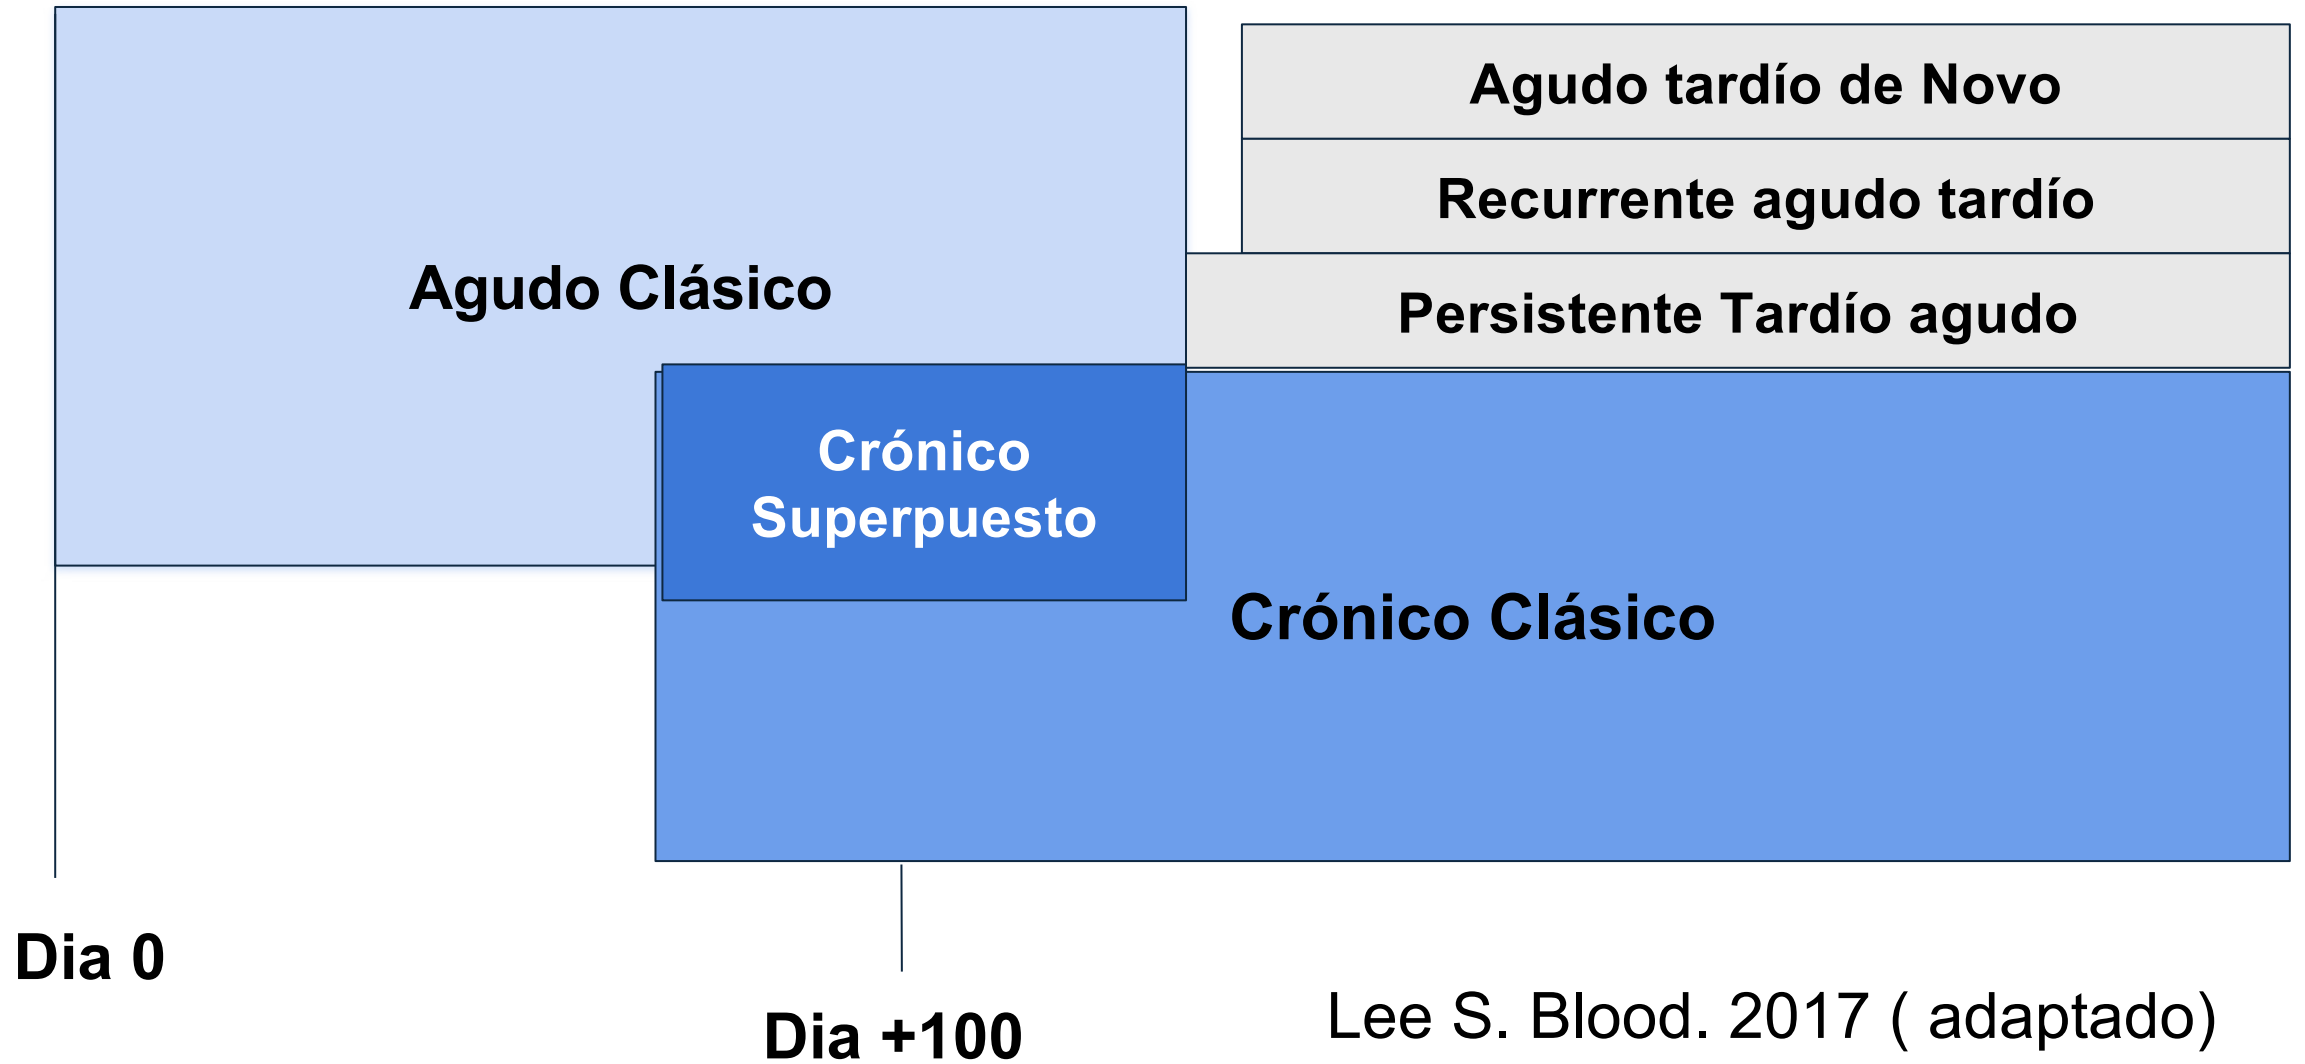 Agudo tardío de Novo
Recurrente agudo tardío
Agudo Clásico
Persistente Tardío agudo
Crónico
Superpuesto
Crónico Clásico
Dia 0
Dia +100
Lee S. Blood. 2017 ( adaptado)